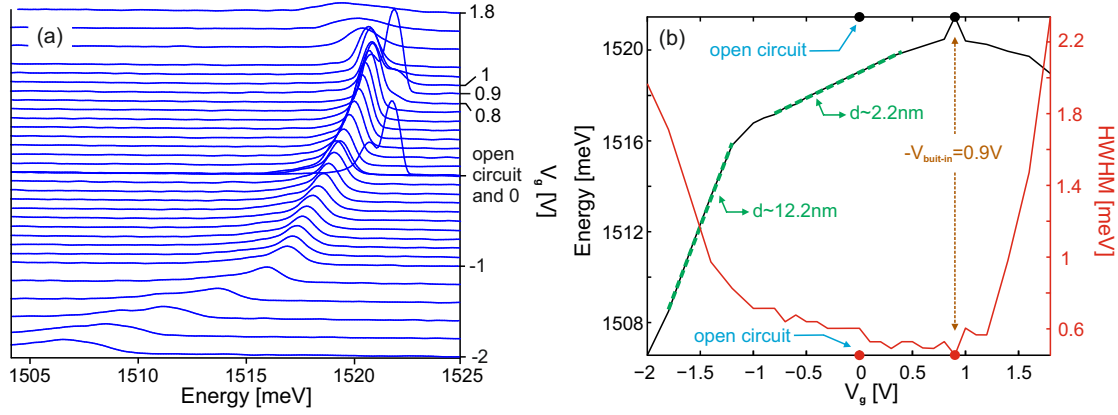 (a)
1.8
1
0.9
0.8
open
circuit
and 0
-1
-2
V_g [V]
1505
1510
1515
1520
1525
Energy [meV]
(b)
open circuit
d~2.2nm
-V_buit-in=0.9V
d~12.2nm
open circuit
1520
1516
1512
1508
Energy [meV]
2.2
1.8
1.4
1
0.6
HWHM
[meV]
−2
−1.5
−1
−0.5
0
0.5
1
1.5
V_g [V]